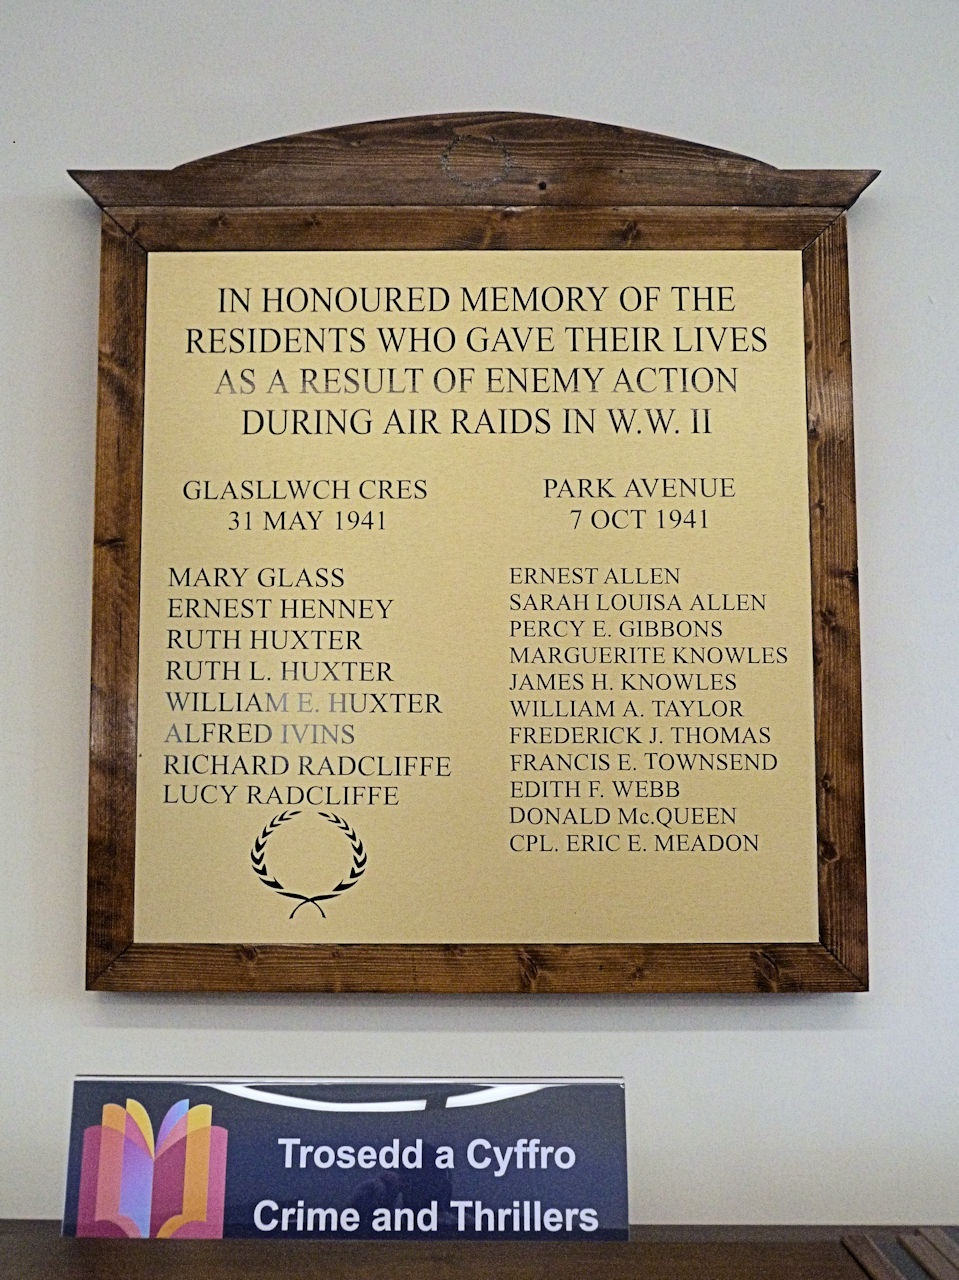 IN HONOURED MEMORY OF THE
RESIDENTS WHO GAVE THEIR LIVES
AS A RESULT OF ENEMY ACTION
DURING AIR RAIDS IN W.W. II
GLASLLWCH CRES
31 MAY 1941
MARY GLASS
ERNEST HENNEY
RUTH HUXTER
RUTH L. HUXTER
WILLIAM E. HUXTER
ALFRED IVINS
RICHARD RADCLIFFE
LUCY RADCLIFFE
PARK AVENUE
7 OCT 1941
ERNEST ALLEN
SARAH LOUISA ALLEN
PERCY E. GIBBONS
MARGUERITE KNOWLES
JAMES H. KNOWLES
WILLIAM A. TAYLOR
FREDERICK J. THOMAS
FRANCIS E. TOWNSEND
EDITH F. WEBB
DONALD Mc.QUEEN
CPL. ERIC E. MEADON
Trosedd a Cyffro
Crime and Thrillers